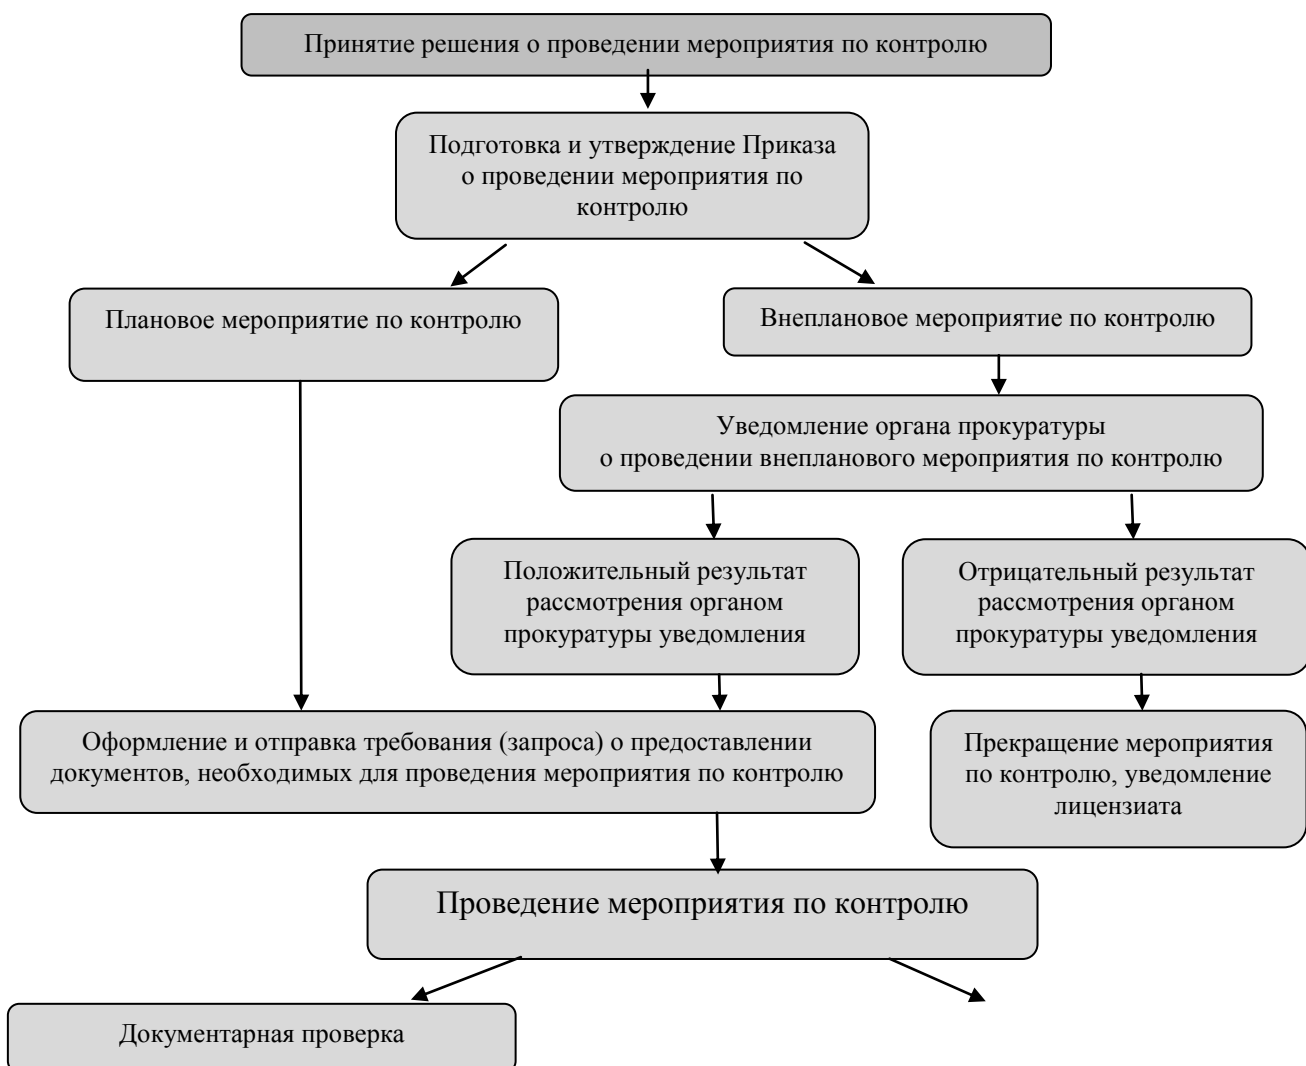 Принятие решения о проведении мероприятия по контролю
Подготовка и утверждение Приказа
о проведении мероприятия по
контролю
Плановое мероприятие по контролю
Внеплановое мероприятие по контролю
Уведомление органа прокуратуры
о проведении внепланового мероприятия по контролю
Положительный результат
рассмотрения органом
прокуратуры уведомления
Отрицательный результат
рассмотрения органом
прокуратуры уведомления
Оформление и отправка требования (запроса) о предоставлении
документов, необходимых для проведения мероприятия по контролю
Прекращение мероприятия
по контролю, уведомление
лицензиата
Проведение мероприятия по контролю
Документарная проверка